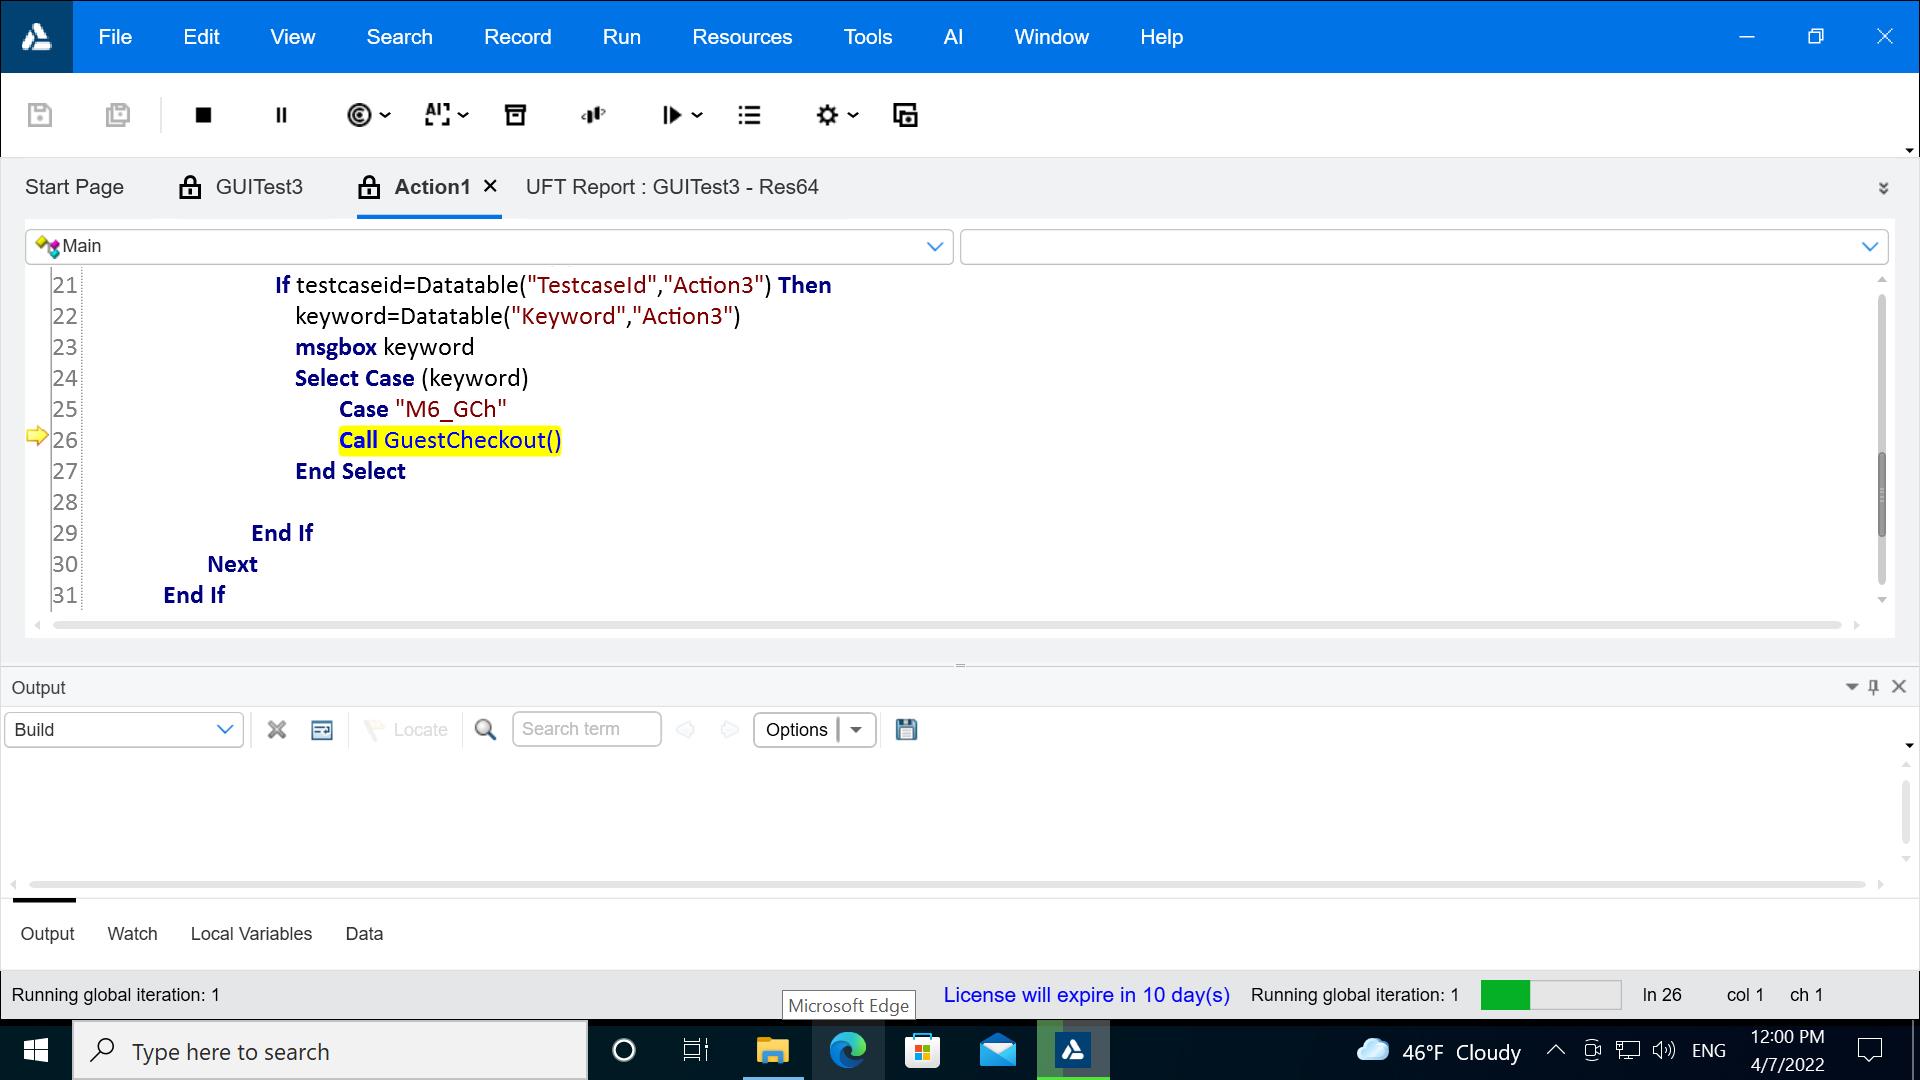 File Edit View Search Record Run Resources Tools AI Window Help
AI
Start Page GUITest3 Action1 UFT Report : GUITest3 - Res64
Main
21 If testcaseid=Datatable("TestcaseId","Action3") Then
22 keyword=Datatable("Keyword","Action3")
23 msgbox keyword
24 Select Case (keyword)
25 Case "M6_GCh"
26 Call GuestCheckout()
27 End Select
28
29 End If
30 Next
31 End If
Output
Build Locate Search term Options
Output Watch Local Variables Data
Running global iteration: 1 Microsoft Edge License will expire in 10 day(s) Running global iteration: 1 ln 26 col 1 ch 1
Type here to search 46°F Cloudy ENG 12:00 PM
4/7/2022